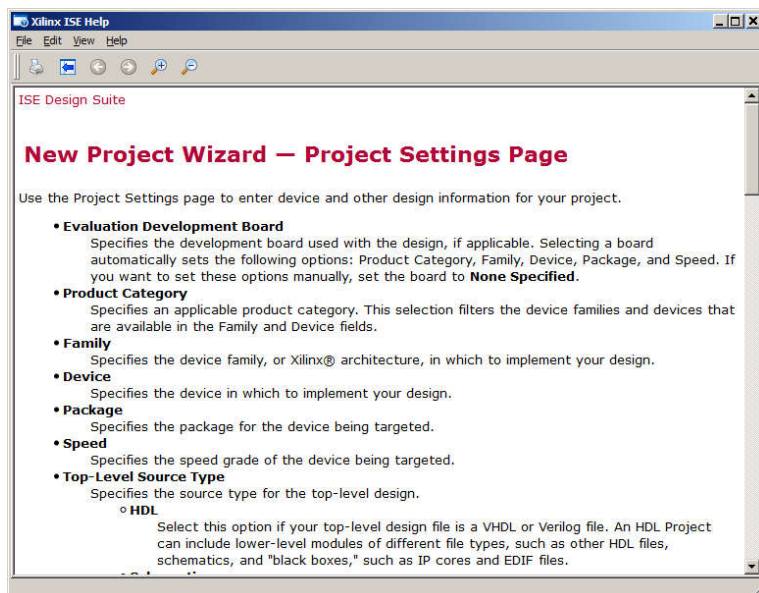 Xilinx ISE Help
File Edit View Help
ISE Design Suite
New Project Wizard — Project Settings Page
Use the Project Settings page to enter device and other design information for your project.
• Evaluation Development Board
Specifies the development board used with the design, if applicable. Selecting a board
automatically sets the following options: Product Category, Family, Device, Package, and Speed. If
you want to set these options manually, set the board to None Specified.
• Product Category
Specifies an applicable product category. This selection filters the device families and devices that
are available in the Family and Device fields.
• Family
Specifies the device family, or Xilinx® architecture, in which to implement your design.
• Device
Specifies the device in which to implement your design.
• Package
Specifies the package for the device being targeted.
• Speed
Specifies the speed grade of the device being targeted.
• Top-Level Source Type
Specifies the source type for the top-level design.
○ HDL
Select this option if your top-level design file is a VHDL or Verilog file. An HDL Project
can include lower-level modules of different file types, such as other HDL files,
schematics, and "black boxes," such as IP cores and EDIF files.